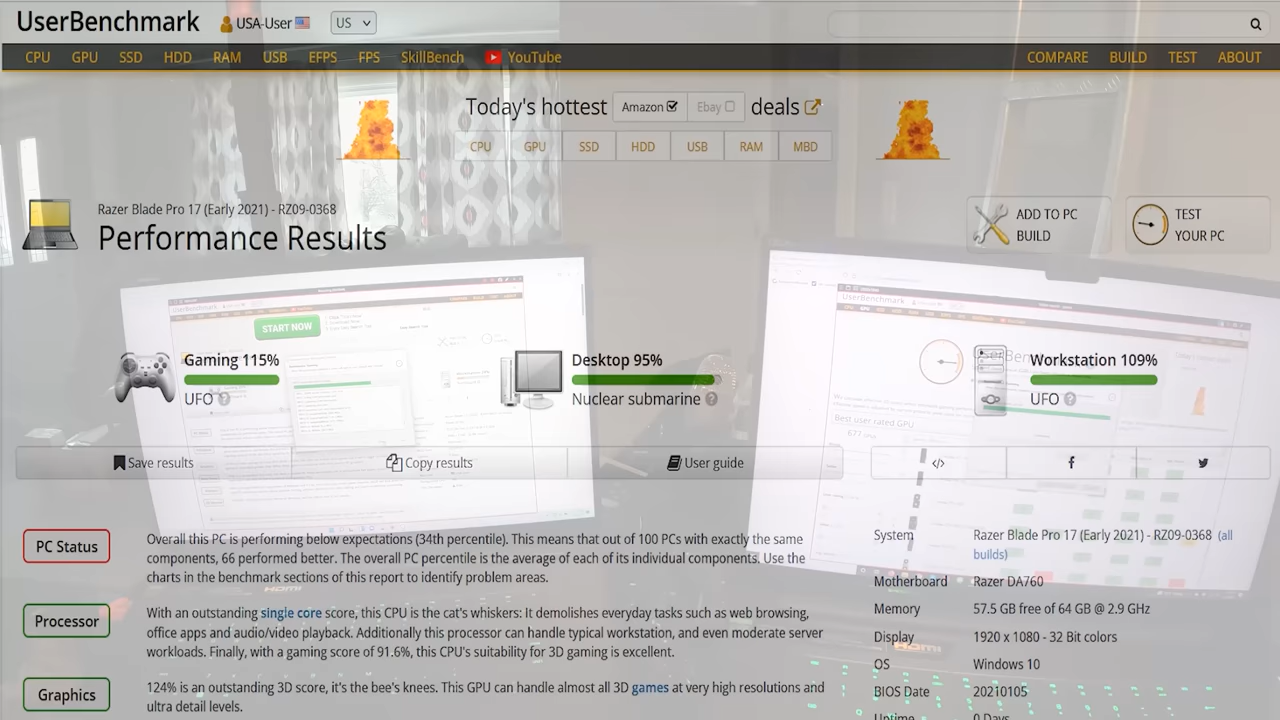 UserBenchmark
USA-User
US
CPU GPU SSD HDD RAM USB EFPS FPS SkillBench YouTube
COMPARE BUILD TEST ABOUT
Today's hottest Amazon Ebay deals
CPU GPU SSD HDD USB RAM MBD
Razer Blade Pro 17 (Early 2021) - RZ09-0368
Performance Results
ADD TO PC
BUILD
TEST
YOUR PC
UserBenchmark
START NOW
UserBenchmark
Gaming 115%
UFO
Desktop 95%
Nuclear submarine
Workstation 109%
UFO
Best user rated GPU
Save results
Copy results
User guide
</>
PC Status
Overall this PC is performing below expectations (34th percentile). This means that out of 100 PCs with exactly the same
components, 66 performed better. The overall PC percentile is the average of each of its individual components. Use the
charts in the benchmark sections of this report to identify problem areas.
Processor
With an outstanding single core score, this CPU is the cat's whiskers: It demolishes everyday tasks such as web browsing,
office apps and audio/video playback. Additionally this processor can handle typical workstation, and even moderate server
workloads. Finally, with a gaming score of 91.6%, this CPU's suitability for 3D gaming is excellent.
Graphics
124% is an outstanding 3D score, it's the bee's knees. This GPU can handle almost all 3D games at very high resolutions and
ultra detail levels.
System Razer Blade Pro 17 (Early 2021) - RZ09-0368 (all
builds)
Motherboard Razer DA760
Memory 57.5 GB free of 64 GB @ 2.9 GHz
Display 1920 x 1080 - 32 Bit colors
HDMI
OS Windows 10
BIOS Date 20210105
Uptime 0 Days